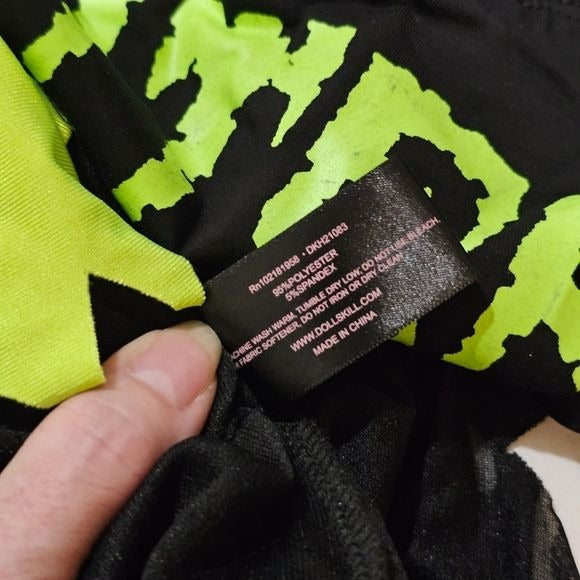 Rn102181958 • DKH21083
95%POLYESTER
5%SPANDEX
MACHINE WASH WARM, TUMBLE DRY LOW; DO NOT USE BLEACH,
FABRIC SOFTENER, DO NOT IRON OR DRY CLEAN
WWW.DOLLSKILL.COM
MADE IN CHINA